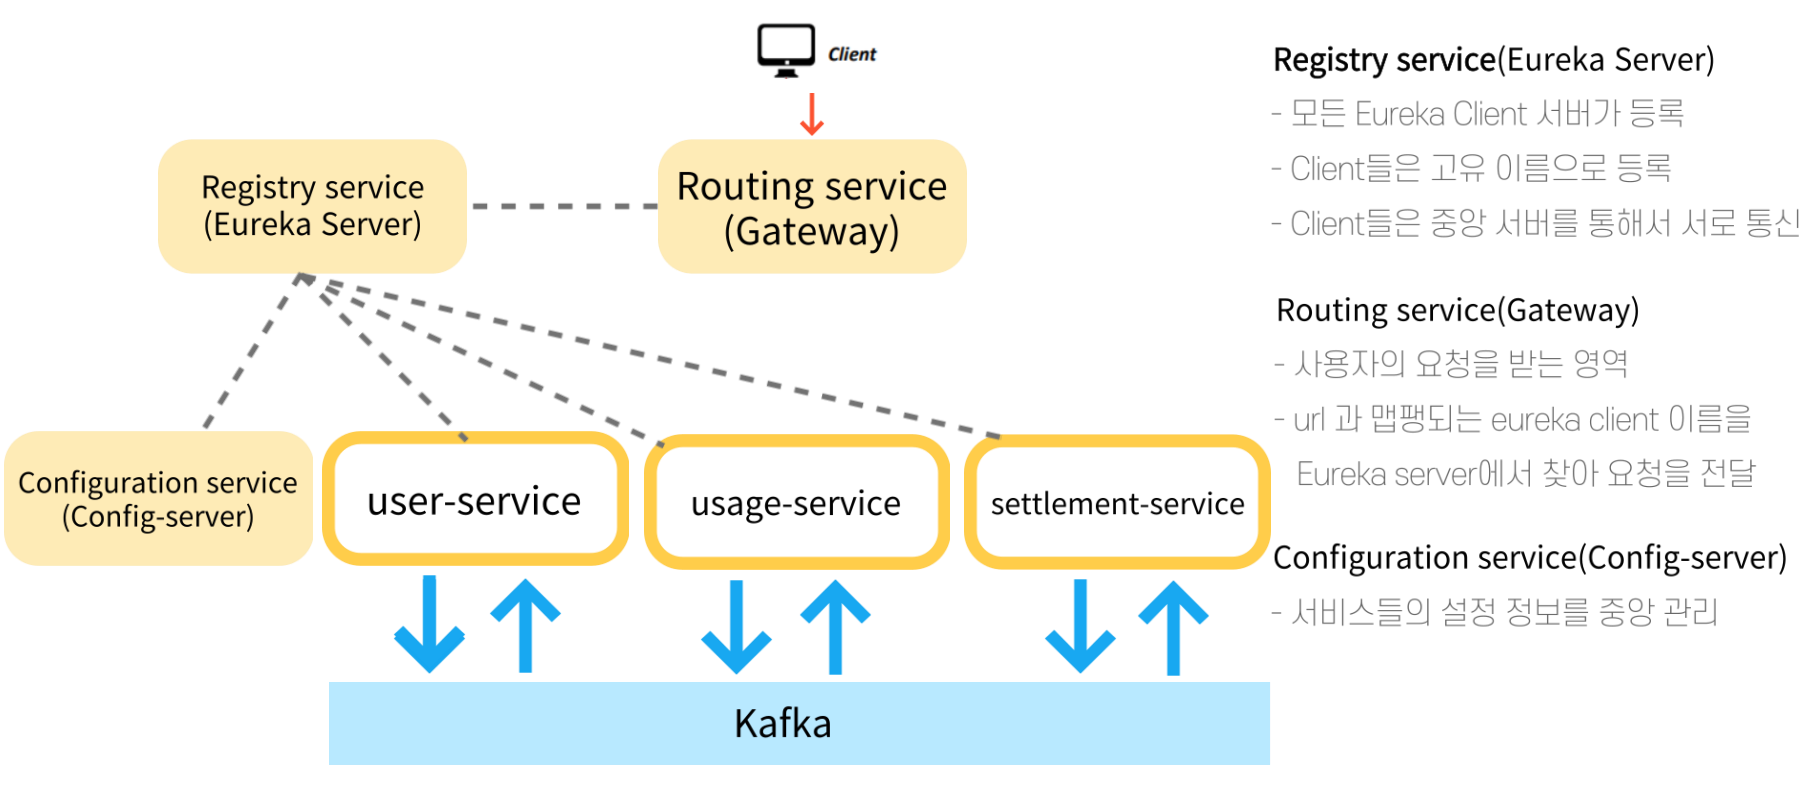 Client
Registry service
(Eureka Server)
Routing service
(Gateway)
Configuration service
(Config-server)
user-service
usage-service
settlement-service
Kafka
Registry service(Eureka Server)
- 모든 Eureka Client 서버가 등록
- Client들은 고유 이름으로 등록
- Client들은 중앙 서버를 통해서 서로 통신
Routing service(Gateway)
- 사용자의 요청을 받는 영역
- url 과 맵팽되는 eureka client 이름을
Eureka server에서 찾아 요청을 전달
Configuration service(Config-server)
- 서비스들의 설정 정보를 중앙 관리